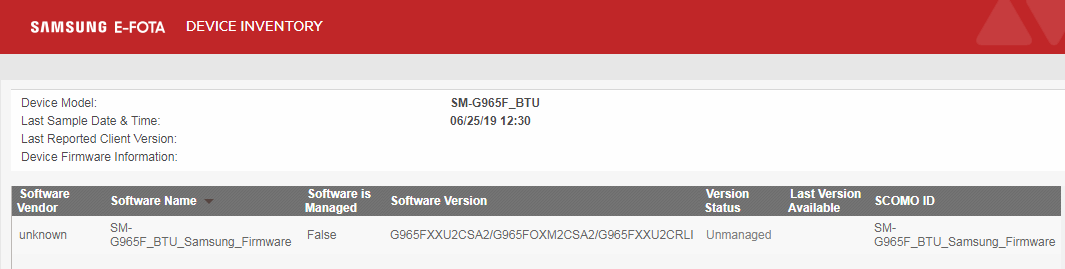 SAMSUNG E-FOTA DEVICE INVENTORY
Device Model: SM-G965F_BTU
Last Sample Date & Time: 06/25/19 12:30
Last Reported Client Version:
Device Firmware Information:
Software Vendor Software Name Software is Managed Software Version Version Status Last Version Available SCOMO ID
unknown SM-G965F_BTU_Samsung_Firmware False G965FXXU2CSA2/G965FOXM2CSA2/G965FXXU2CRLI Unmanaged SM-G965F_BTU_Samsung_Firmware